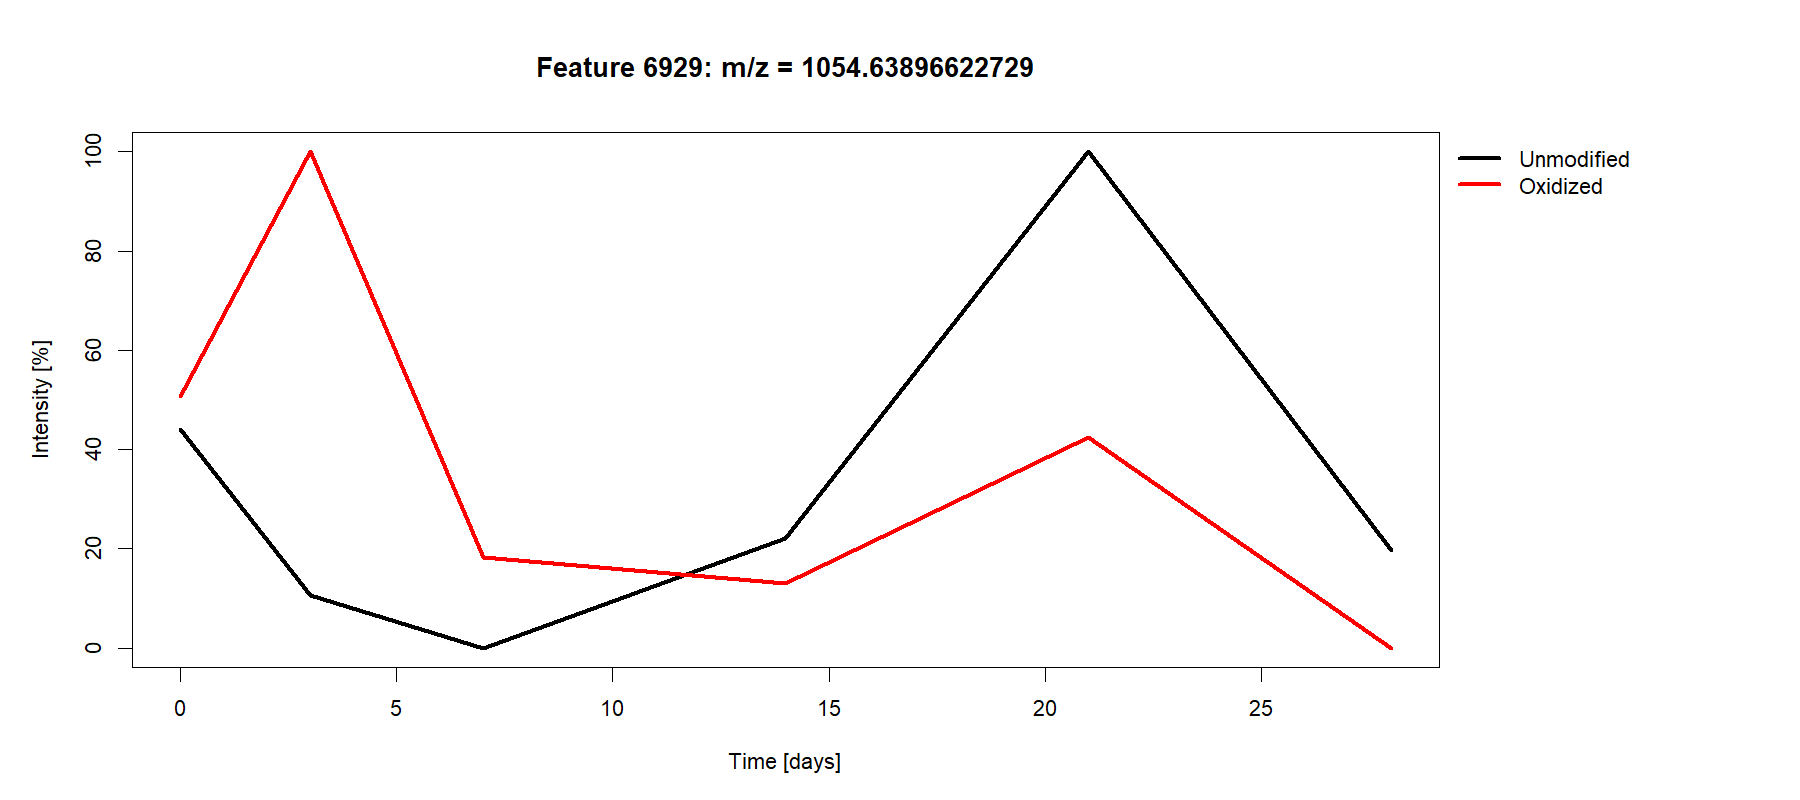 Feature 6929: m/z = 1054.63896622729
Unmodified
Oxidized
Intensity [%]
100
80
60
40
20
0
0 5 10 15 20 25
Time [days]